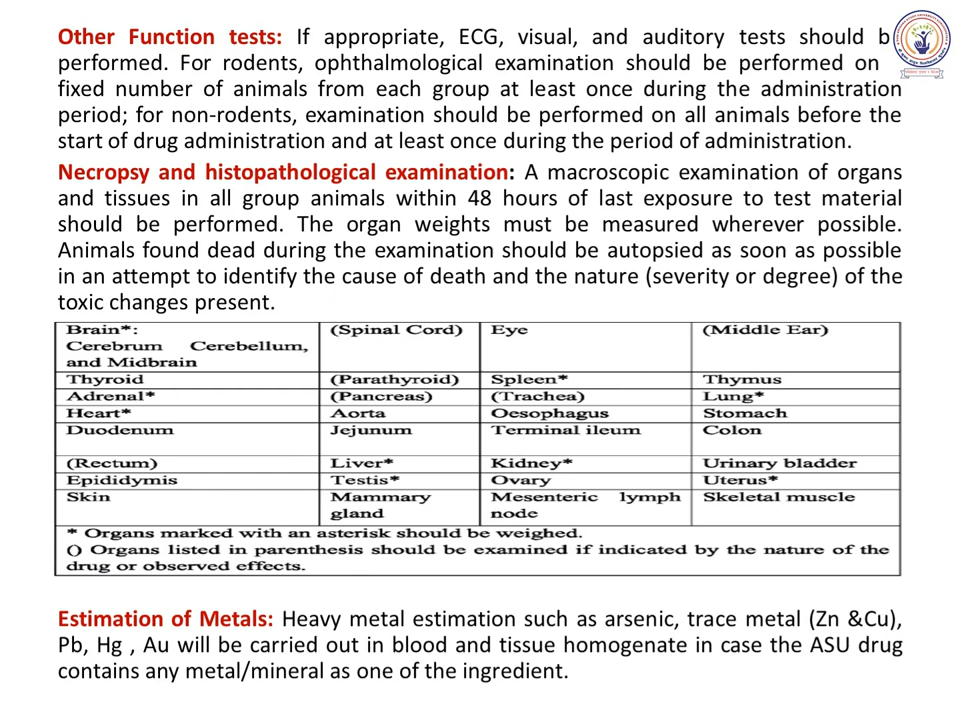 Other Function tests: If appropriate, ECG, visual, and auditory tests should b
performed. For rodents, ophthalmological examination should be performed on
fixed number of animals from each group at least once during the administration
period; for non-rodents, examination should be performed on all animals before the
start of drug administration and at least once during the period of administration.
Necropsy and histopathological examination: A macroscopic examination of organs
and tissues in all group animals within 48 hours of last exposure to test material
should be performed. The organ weights must be measured wherever possible.
Animals found dead during the examination should be autopsied as soon as possible
in an attempt to identify the cause of death and the nature (severity or degree) of the
toxic changes present.
Brain*: (Spinal Cord) Eye (Middle Ear)
Cerebrum Cerebellum,
and Midbrain
Thyroid (Parathyroid) Spleen* Thymus
Adrenal* (Pancreas) (Trachea) Lung*
Heart* Aorta Oesophagus Stomach
Duodenum Jejunum Terminal ileum Colon
(Rectum) Liver* Kidney* Urinary bladder
Epididymis Testis* Ovary Uterus*
Skin Mammary Mesenteric lymph Skeletal muscle
gland node
* Organs marked with an asterisk should be weighed.
() Organs listed in parenthesis should be examined if indicated by the nature of the
drug or observed effects.
Estimation of Metals: Heavy metal estimation such as arsenic, trace metal (Zn &Cu),
Pb, Hg , Au will be carried out in blood and tissue homogenate in case the ASU drug
contains any metal/mineral as one of the ingredient.